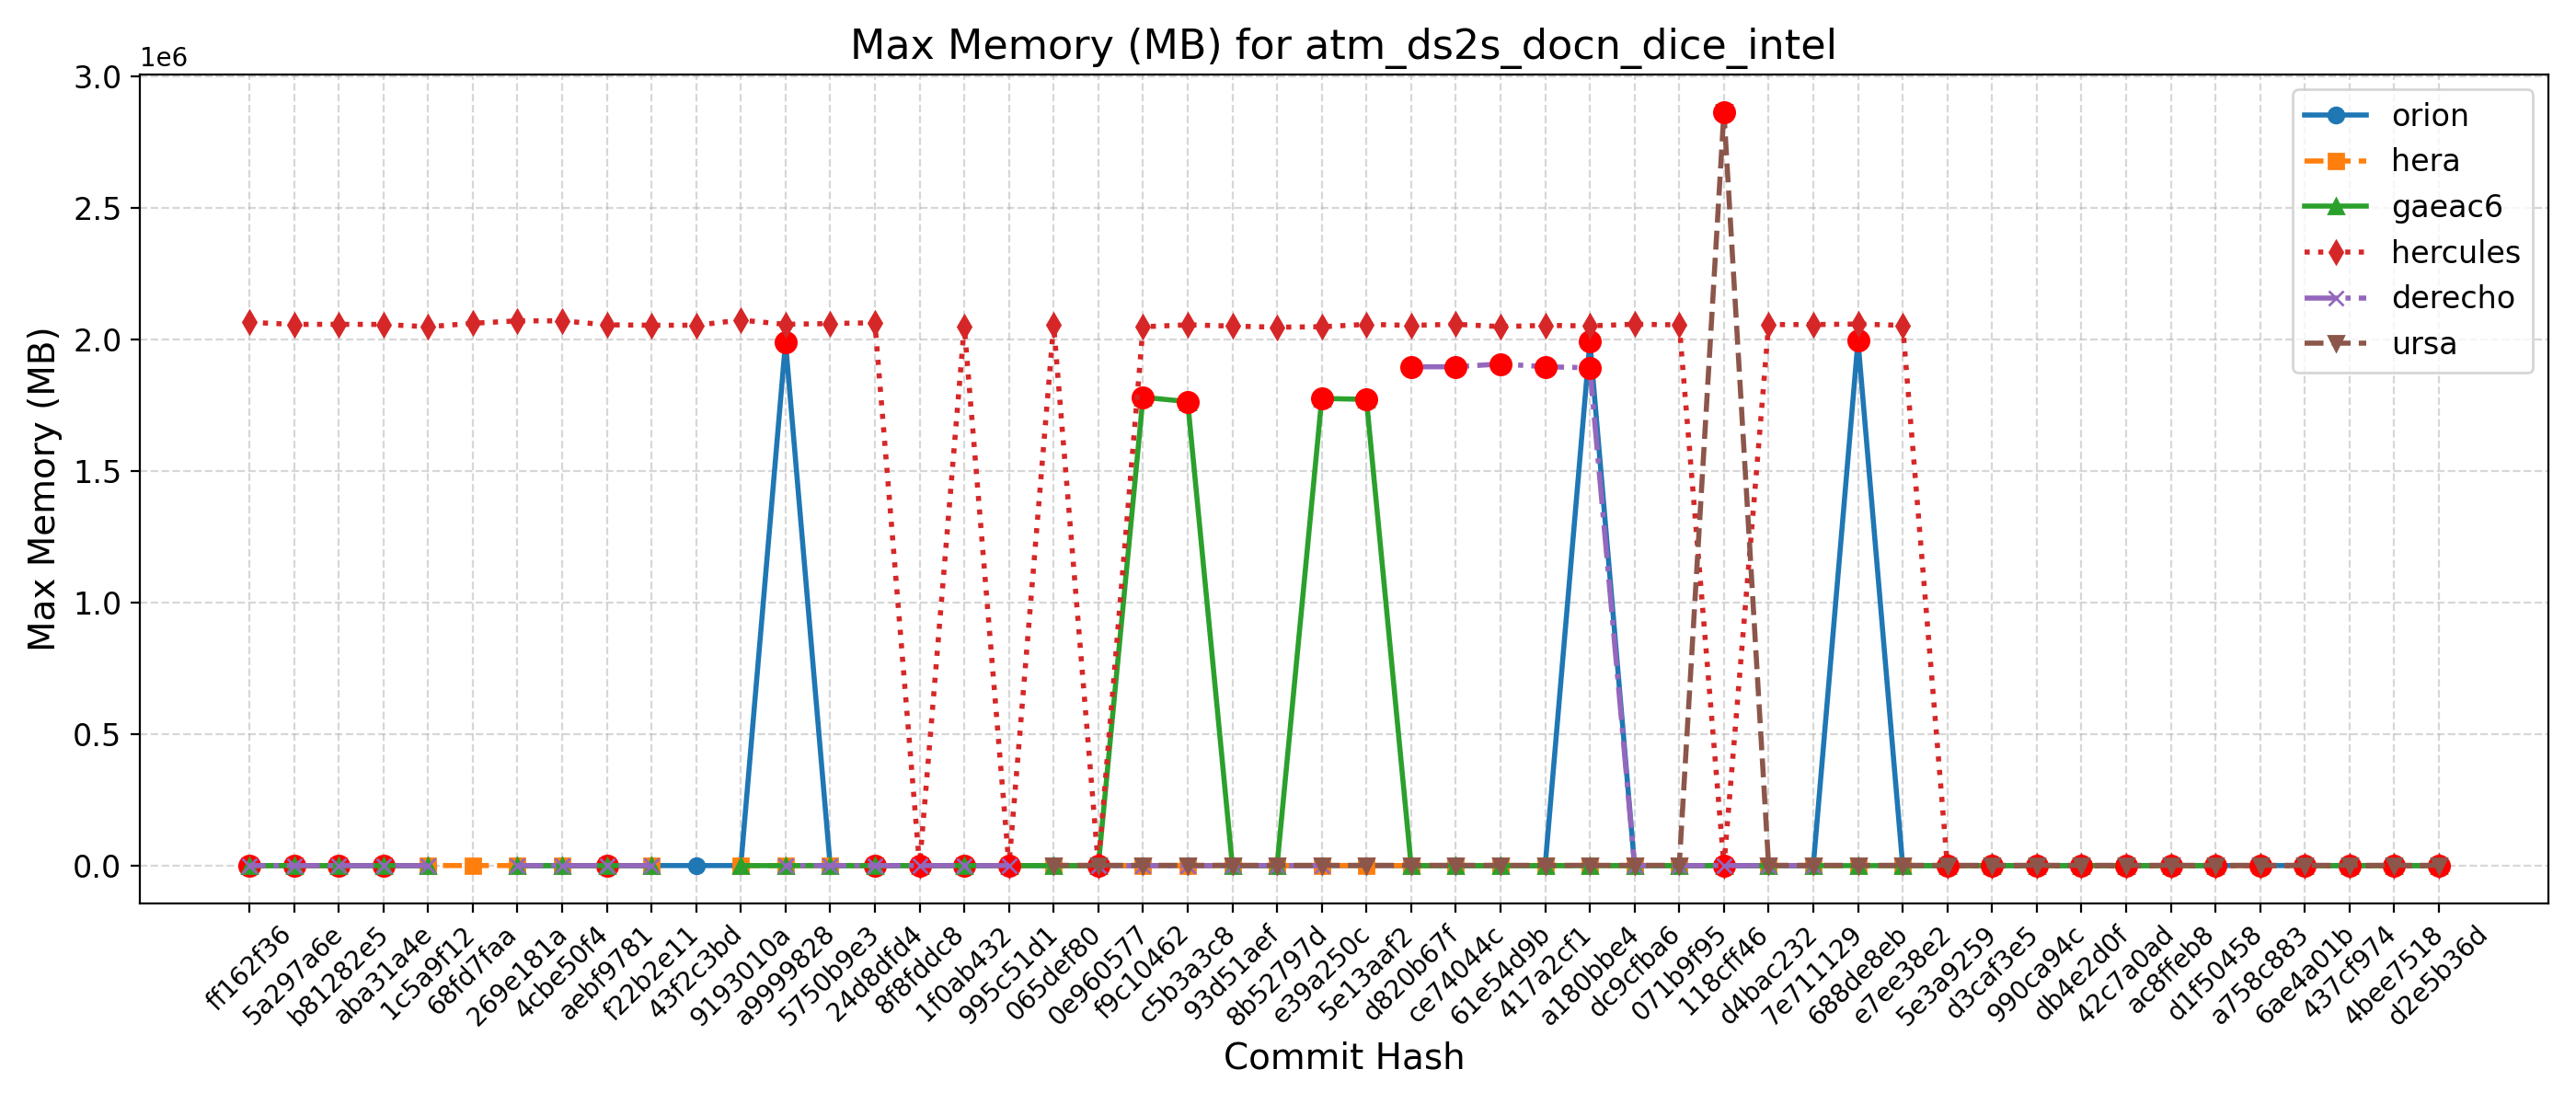 Max Memory (MB) for atm_ds2s_docn_dice_intel
1e6
3.0
2.5
2.0
1.5
1.0
0.5
0.0
Max Memory (MB)
orion
hera
gaeac6
hercules
derecho
ursa
ff162f36
5a297a6e
b81282e5
aba31a4e
1c5a9f12
68fd7faa
269e181a
4cbe50f4
aebf9781
f22b2e11
43f2c3bd
9193010a
a9999828
5750b9e3
24d8dfd4
8f8fddc8
1f0ab432
995c51d1
065def80
0e960577
f9c10462
c5b3a3c8
93d51aef
8b52797d
e39a250c
5e13aaf2
d820b67f
ce74044c
61e54d9b
417a2cf1
a180bbe4
dc9cfba6
071b9f95
118cff46
d4bac232
7e711129
688de8eb
e7ee38e2
5e3a9259
d3caf3e5
990ca94c
db4e2d0f
42c7a0ad
ac8ffeb8
d1f50458
a758c883
6ae4a01b
437cf974
4bee7518
d2e5b36d
Commit Hash